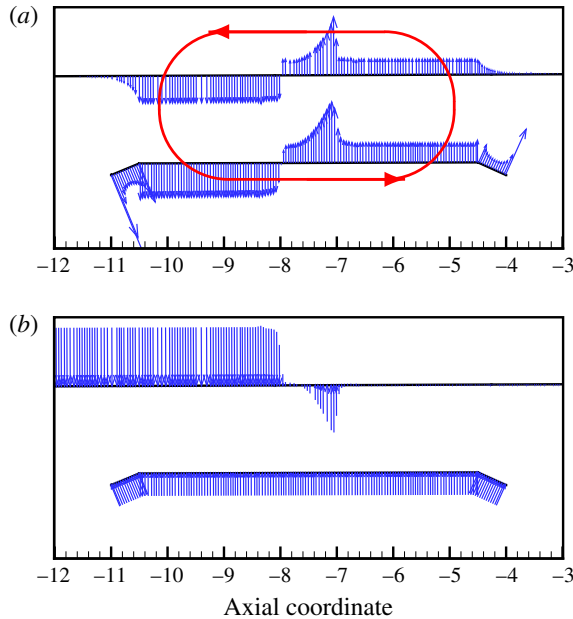 (a)
−12 −11 −10 −9 −8 −7 −6 −5 −4 −3
(b)
−12 −11 −10 −9 −8 −7 −6 −5 −4 −3
Axial coordinate